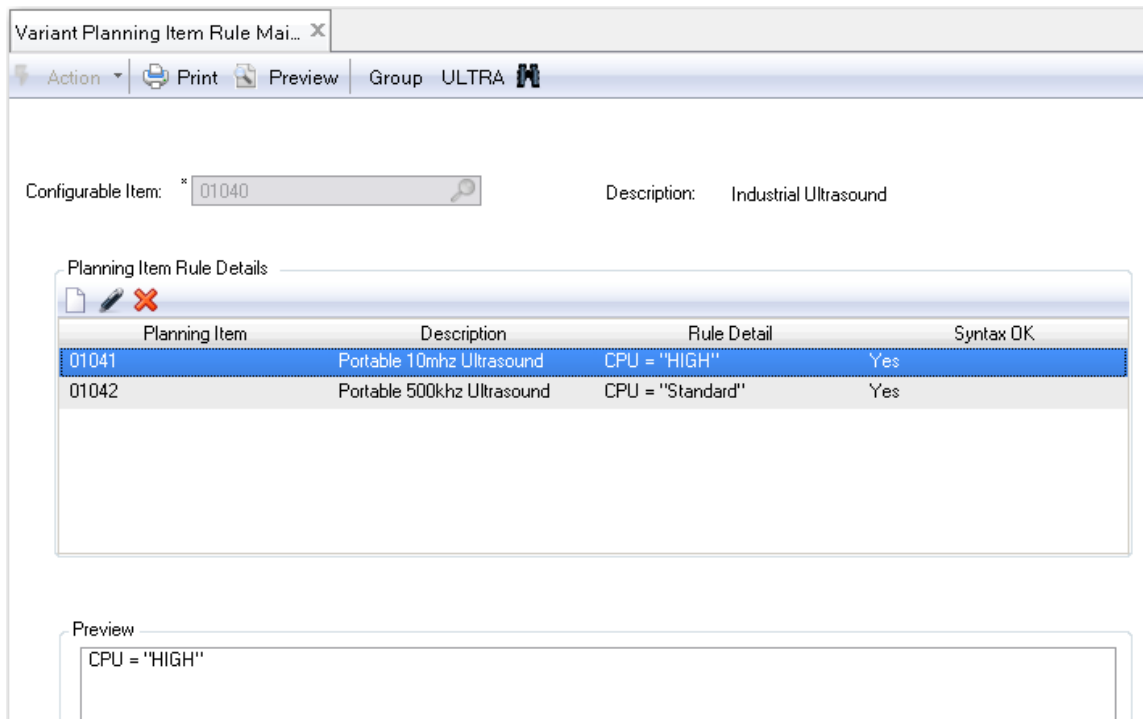 Variant Planning Item Rule Mai...
Action Print Preview Group ULTRA
Configurable Item: * 01040 Description: Industrial Ultrasound
Planning Item Rule Details
Planning Item Description Rule Detail Syntax OK
01041 Portable 10mhz Ultrasound CPU = "HIGH" Yes
01042 Portable 500khz Ultrasound CPU = "Standard" Yes
Preview
CPU = "HIGH"